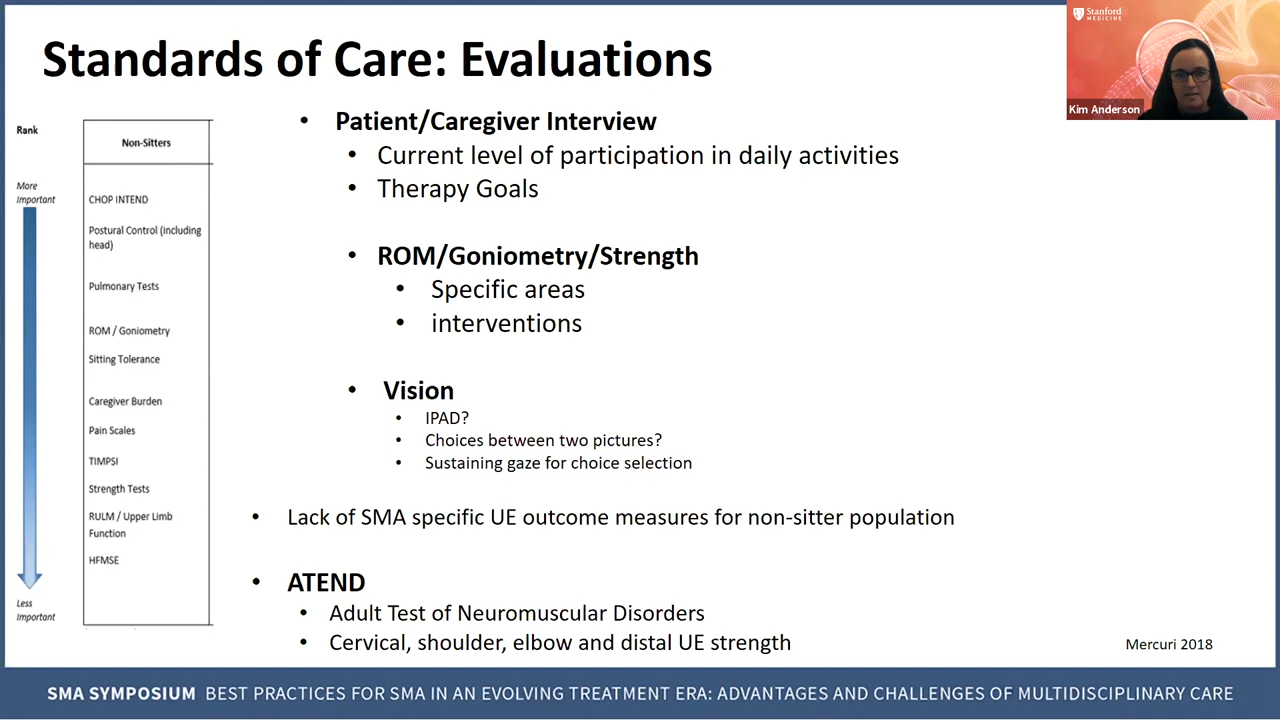 Standards of Care: Evaluations
Stanford
MEDICINE
Kim Anderson
Rank
Non-Sitters
More
Important
CHOP INTEND
Postural Control (including
head)
Pulmonary Tests
ROM / Goniometry
Sitting Tolerance
Caregiver Burden
Pain Scales
TIMPSI
Strength Tests
RULM / Upper Limb
Function
HFMSE
Less
Important
• Patient/Caregiver Interview
• Current level of participation in daily activities
• Therapy Goals
• ROM/Goniometry/Strength
• Specific areas
• interventions
• Vision
• IPAD?
• Choices between two pictures?
• Sustaining gaze for choice selection
• Lack of SMA specific UE outcome measures for non-sitter population
• ATEND
• Adult Test of Neuromuscular Disorders
• Cervical, shoulder, elbow and distal UE strength
Mercuri 2018
SMA SYMPOSIUM BEST PRACTICES FOR SMA IN AN EVOLVING TREATMENT ERA: ADVANTAGES AND CHALLENGES OF MULTIDISCIPLINARY CARE